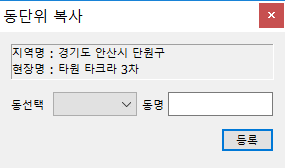 동단위 복사
지역명 : 경기도 안산시 단원구
현장명 : 타원 타크라 3차
동선택 동명
등록